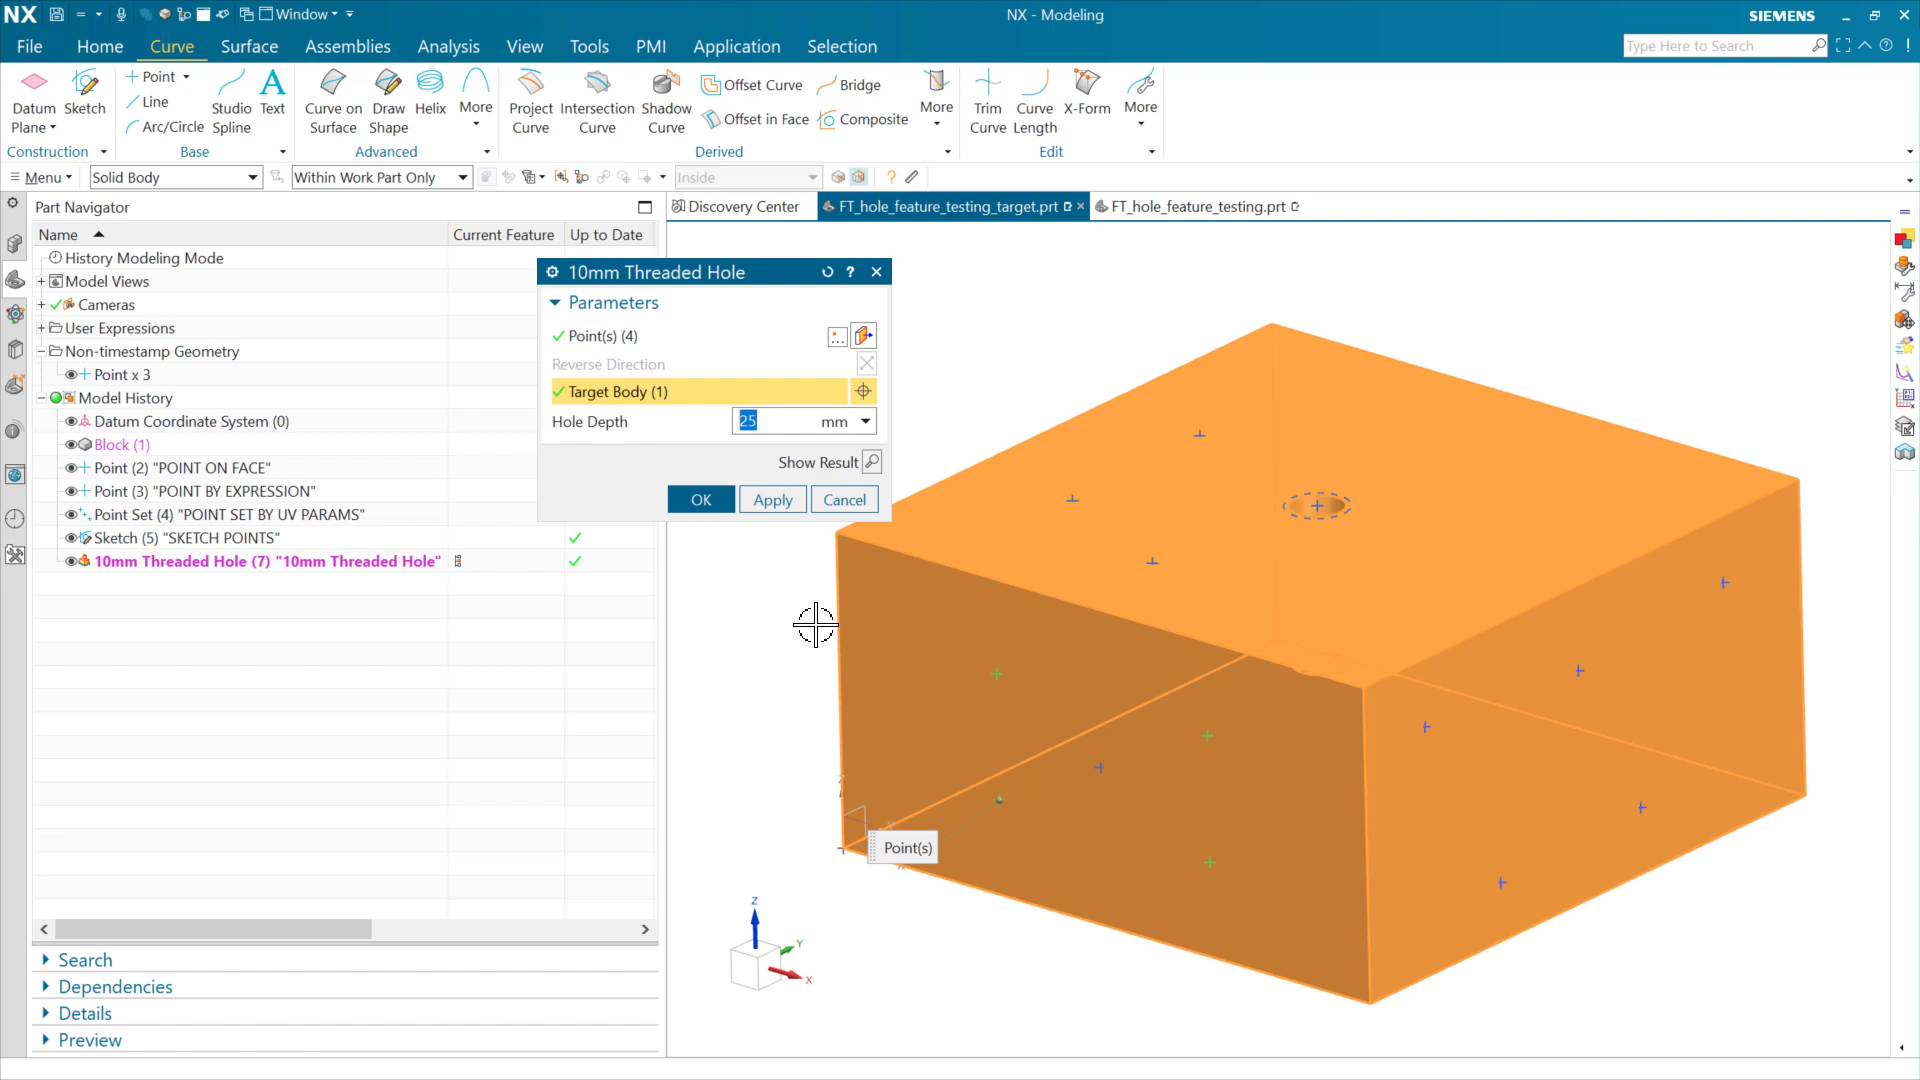 NX
Window
NX - Modeling
SIEMENS
File
Home
Curve
Surface
Assemblies
Analysis
View
Tools
PMI
Application
Selection
Type Here to Search
Datum
Plane
Sketch
Point
Line
Arc/Circle
Studio
Spline
Text
Curve on
Surface
Draw
Shape
Helix
More
Project
Curve
Intersection
Curve
Shadow
Curve
Offset Curve
Offset in Face
Bridge
Composite
More
Trim
Curve
Curve
Length
X-Form
More
Construction
Base
Advanced
Derived
Edit
Menu
Solid Body
Within Work Part Only
Inside
Part Navigator
Discovery Center
FT_hole_feature_testing_target.prt
FT_hole_feature_testing.prt
Name
Current Feature
Up to Date
History Modeling Mode
Model Views
Cameras
User Expressions
Non-timestamp Geometry
Point x 3
Model History
Datum Coordinate System (0)
Block (1)
Point (2) "POINT ON FACE"
Point (3) "POINT BY EXPRESSION"
Point Set (4) "POINT SET BY UV PARAMS"
Sketch (5) "SKETCH POINTS"
10mm Threaded Hole (7) "10mm Threaded Hole"
10mm Threaded Hole
Parameters
Point(s) (4)
Reverse Direction
Target Body (1)
Hole Depth
25
mm
Show Result
OK
Apply
Cancel
Point(s)
Z
Y
X
Search
Dependencies
Details
Preview